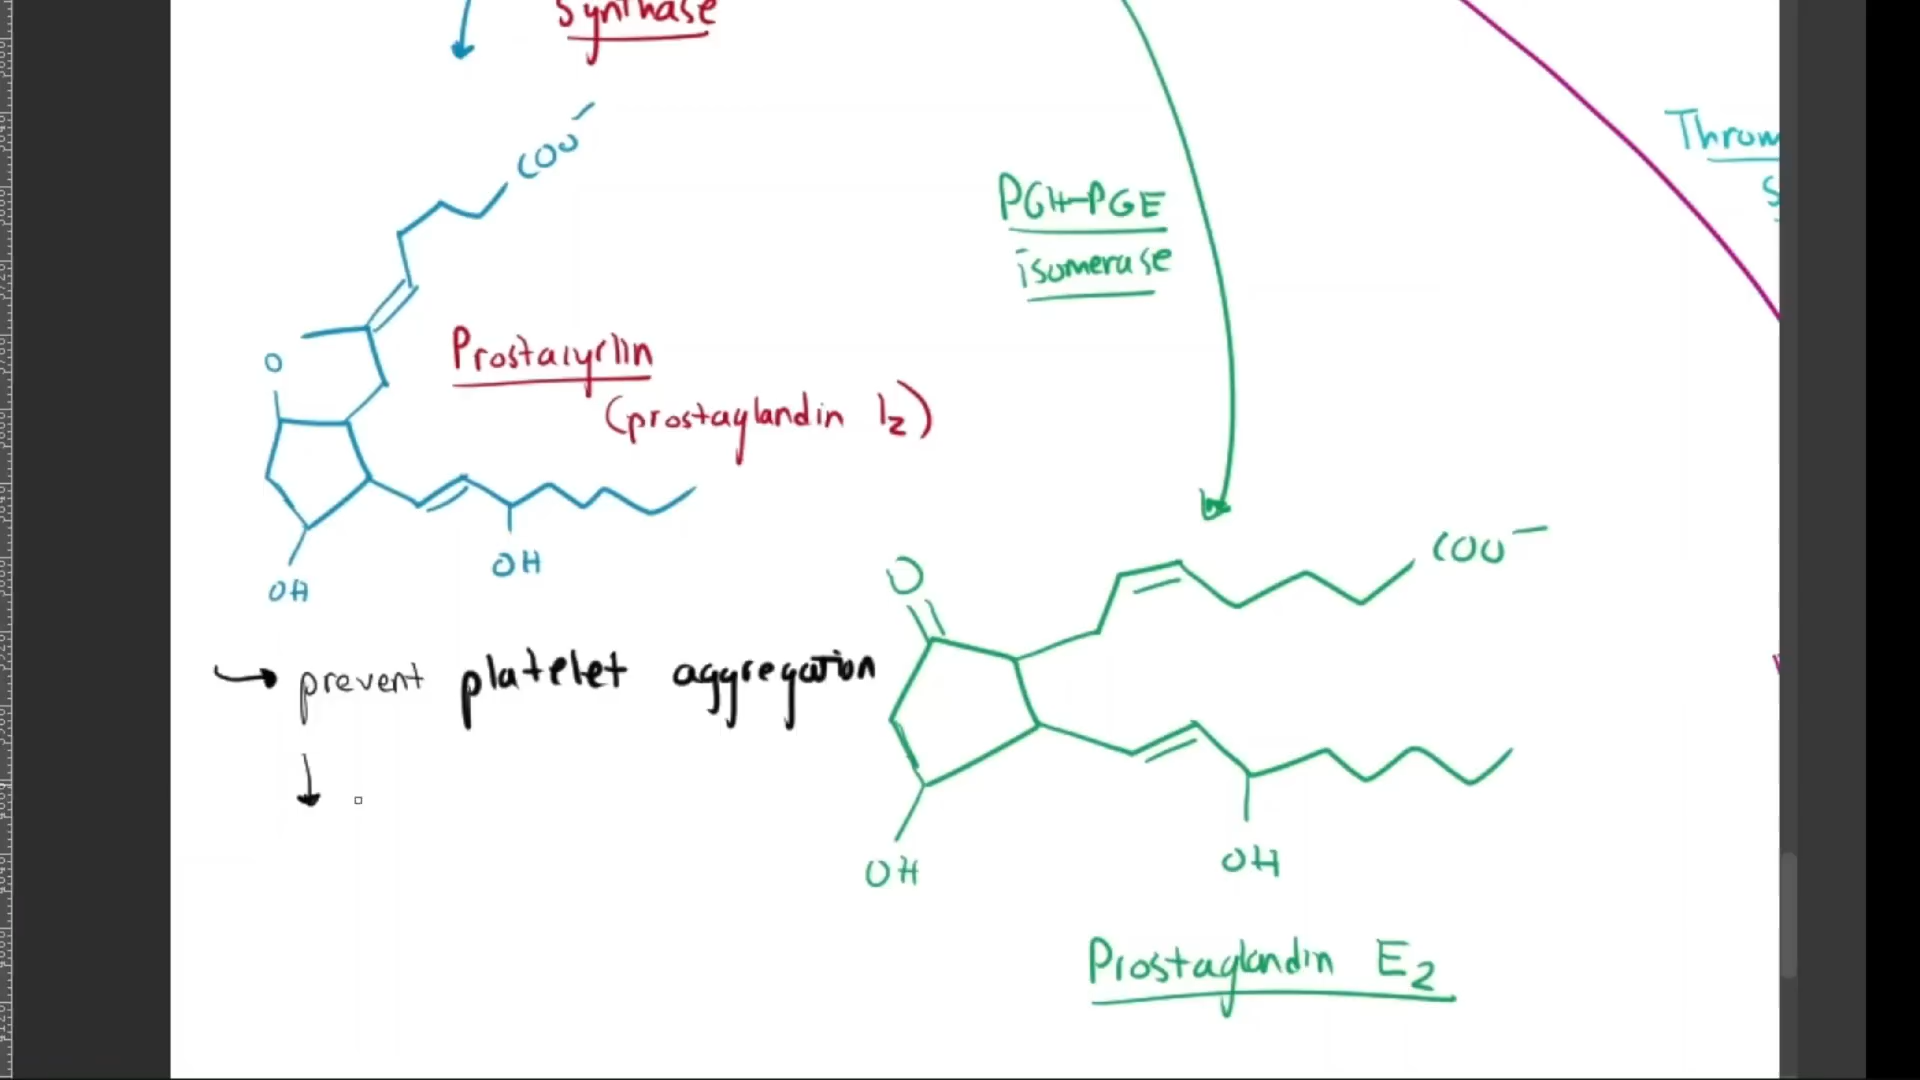 Synthase
COO⁻
Throm
S
PGH-PGE
isomerase
O
Prostacyclin
(prostaglandin I₂)
OH
OH
COO⁻
O
prevent platelet aggregation
OH
OH
Prostaglandin E₂